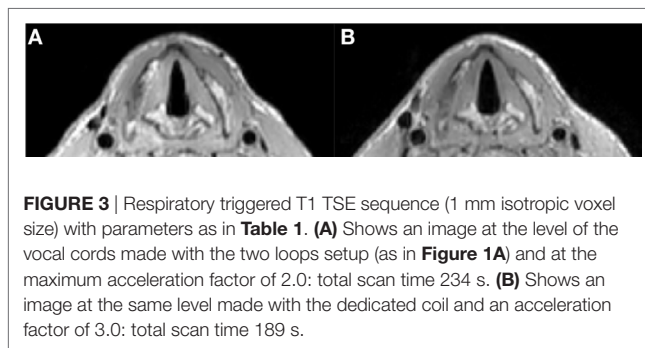 A
B
FIGURE 3 | Respiratory triggered T1 TSE sequence (1 mm isotropic voxel
size) with parameters as in Table 1. (A) Shows an image at the level of the
vocal cords made with the two loops setup (as in Figure 1A) and at the
maximum acceleration factor of 2.0: total scan time 234 s. (B) Shows an
image at the same level made with the dedicated coil and an acceleration
factor of 3.0: total scan time 189 s.